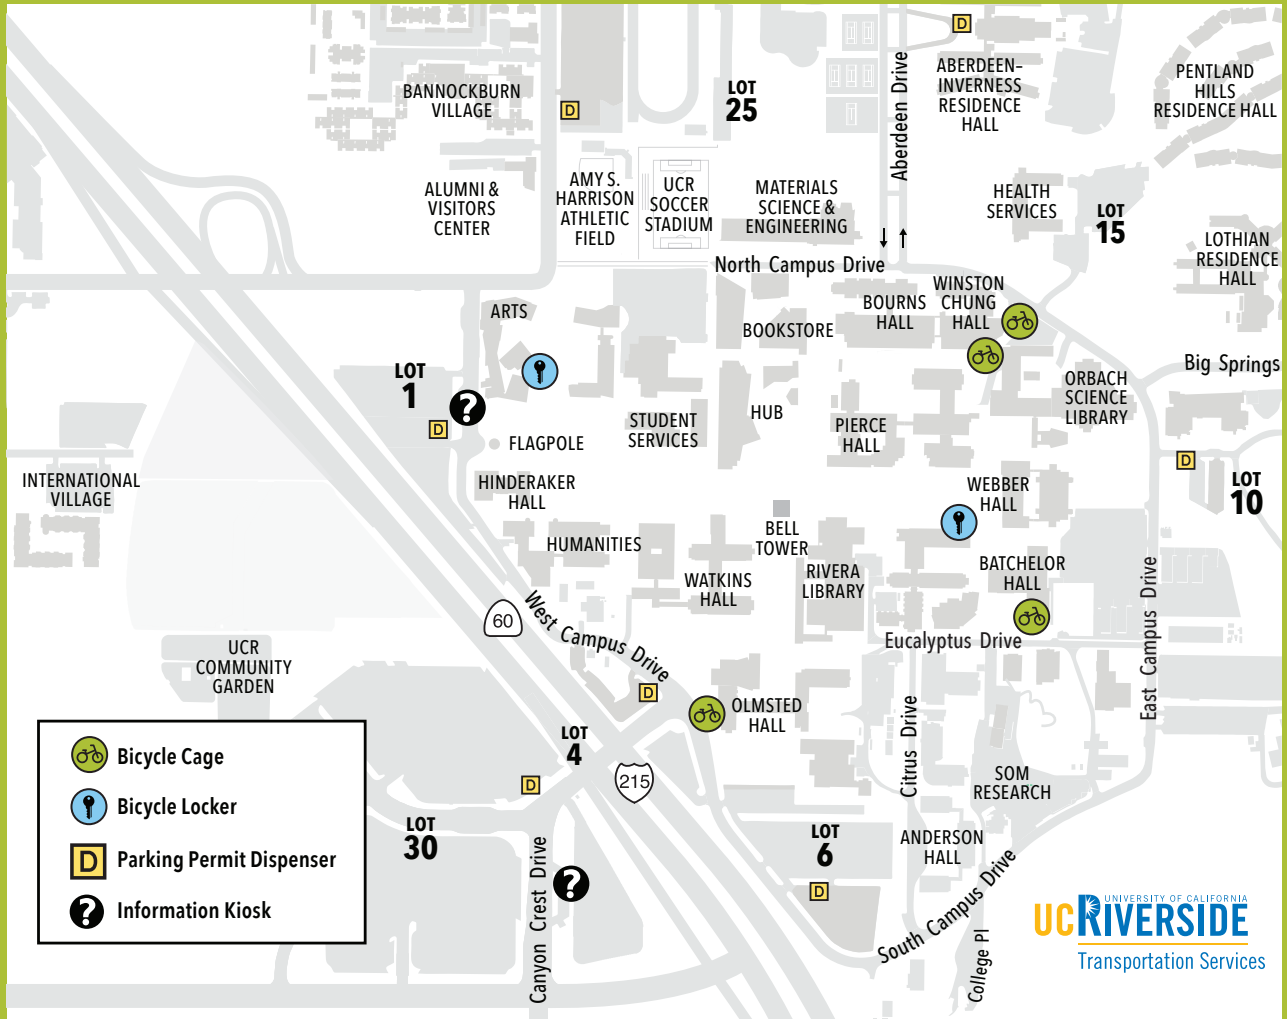 D
BANNOCKBURN
VILLAGE
D
LOT
25
Aberdeen Drive
ABERDEEN–
INVERNESS
RESIDENCE
HALL
PENTLAND
HILLS
RESIDENCE HALL
ALUMNI &
VISITORS
CENTER
AMY S.
HARRISON
ATHLETIC
FIELD
UCR
SOCCER
STADIUM
MATERIALS
SCIENCE &
ENGINEERING
HEALTH
SERVICES
LOT
15
LOTHIAN
RESIDENCE
HALL
North Campus Drive
ARTS
BOOKSTORE
BOURNS
HALL
WINSTON
CHUNG
HALL
LOT
1
?
D
FLAGPOLE
STUDENT
SERVICES
HUB
PIERCE
HALL
ORBACH
SCIENCE
LIBRARY
Big Springs
INTERNATIONAL
VILLAGE
HINDERAKER
HALL
WEBBER
HALL
D
LOT
10
HUMANITIES
BELL
TOWER
WATKINS
HALL
RIVERA
LIBRARY
BATCHELOR
HALL
60
West Campus Drive
Eucalyptus Drive
East Campus Drive
UCR
COMMUNITY
GARDEN
D
OLMSTED
HALL
Citrus Drive
LOT
4
D
215
SOM
RESEARCH
LOT
30
Canyon Crest Drive
?
LOT
6
D
ANDERSON
HALL
South Campus Drive
College Pl
Bicycle Cage
Bicycle Locker
D Parking Permit Dispenser
? Information Kiosk
UNIVERSITY OF CALIFORNIA
UCRIVERSIDE
Transportation Services